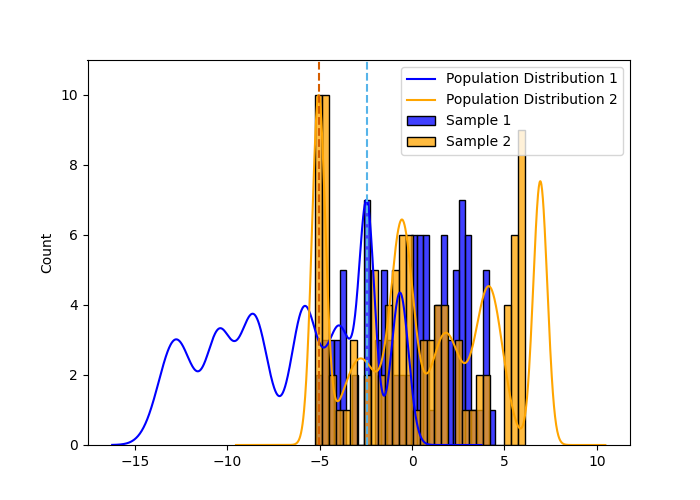 Population Distribution 1
Population Distribution 2
Sample 1
Sample 2
Count
10
8
6
4
2
0
−15 −10 −5 0 5 10